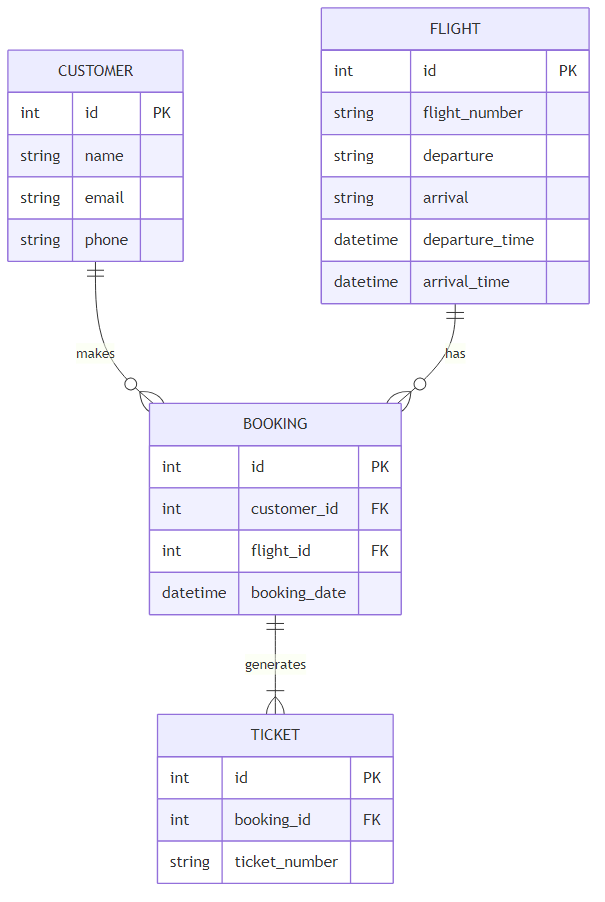 CUSTOMER
int id PK
string name
string email
string phone
FLIGHT
int id PK
string flight_number
string departure
string arrival
datetime departure_time
datetime arrival_time
makes
has
BOOKING
int id PK
int customer_id FK
int flight_id FK
datetime booking_date
generates
TICKET
int id PK
int booking_id FK
string ticket_number